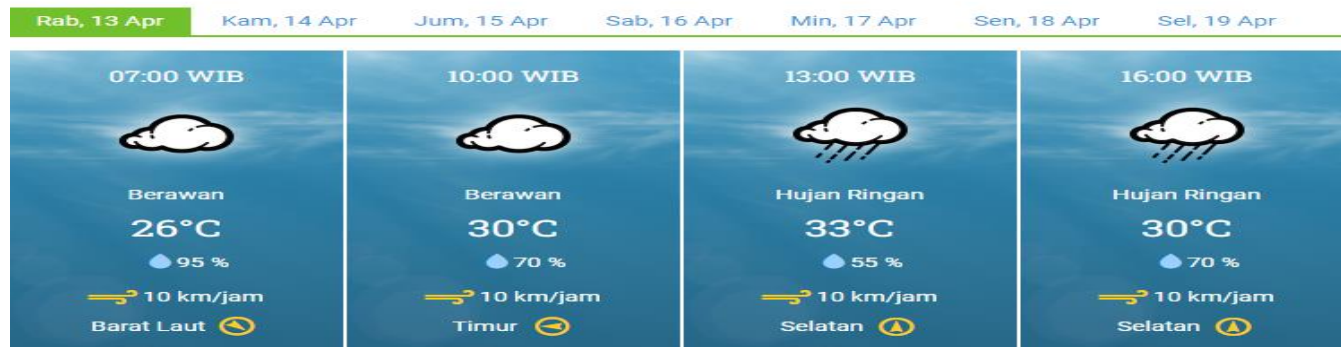 Rab, 13 Apr Kam, 14 Apr Jum, 15 Apr Sab, 16 Apr Min, 17 Apr Sen, 18 Apr Sel, 19 Apr
07:00 WIB
Berawan
26°C
95 %
10 km/jam
Barat Laut
10:00 WIB
Berawan
30°C
70 %
10 km/jam
Timur
13:00 WIB
Hujan Ringan
33°C
55 %
10 km/jam
Selatan
16:00 WIB
Hujan Ringan
30°C
70 %
10 km/jam
Selatan